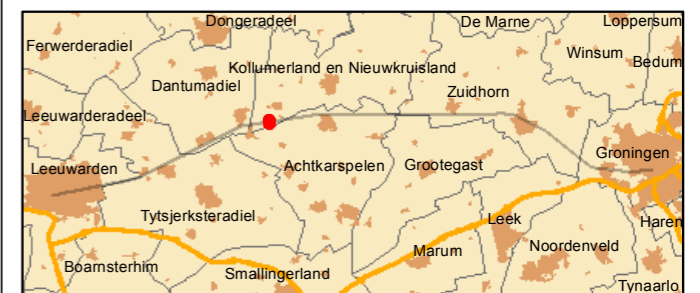 Dongeradeel
De Marne
Loppersum
Ferwerderadiel
Winsum
Bedum
Kollumerland en Nieuwkruisland
Dantumadiel
Zuidhorn
Leeuwarderadeel
Groningen
Leeuwarden
Achtkarspelen
Grootegast
Tytsjerksteradiel
Leek
Haren
Marum
Noordenveld
Boarnsterhim
Smallingerland
Tynaarlo